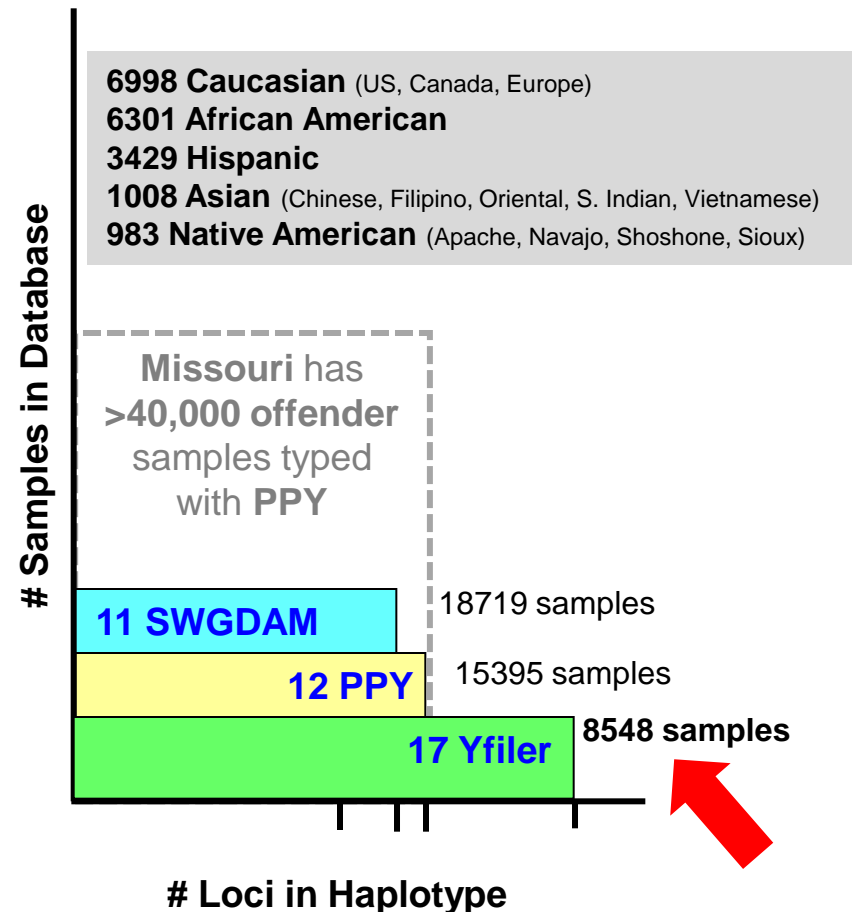 6998 Caucasian (US, Canada, Europe)
6301 African American
3429 Hispanic
1008 Asian (Chinese, Filipino, Oriental, S. Indian, Vietnamese)
983 Native American (Apache, Navajo, Shoshone, Sioux)
# Samples in Database
Missouri has
>40,000 offender
samples typed
with PPY
11 SWGDAM
18719 samples
12 PPY
15395 samples
17 Yfiler
8548 samples
# Loci in Haplotype